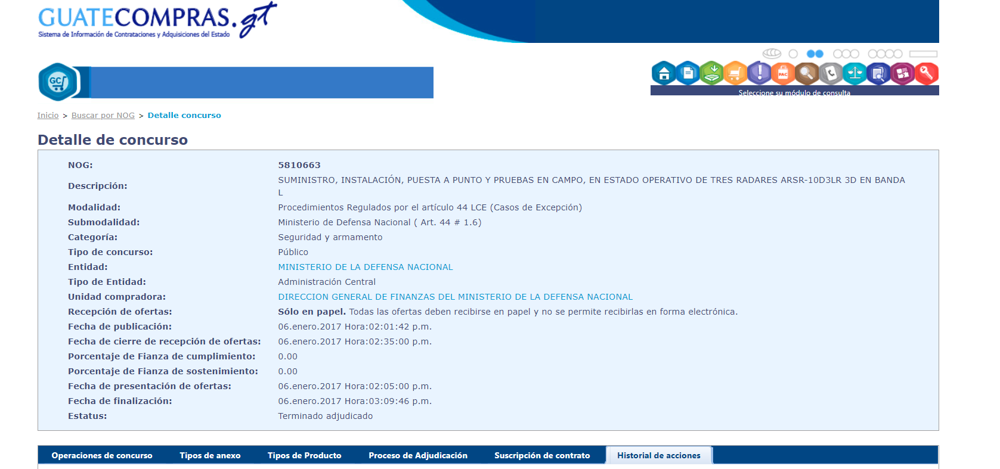 GUATECOMPRAS.gt
Sistema de Información de Contrataciones y Adquisiciones del Estado
GC
PAC
Seleccione su módulo de consulta
Inicio > Buscar por NOG > Detalle concurso
Detalle de concurso
NOG: 5810663
Descripción: SUMINISTRO, INSTALACIÓN, PUESTA A PUNTO Y PRUEBAS EN CAMPO, EN ESTADO OPERATIVO DE TRES RADARES ARSR-10D3LR 3D EN BANDA
L
Modalidad: Procedimientos Regulados por el artículo 44 LCE (Casos de Excepción)
Submodalidad: Ministerio de Defensa Nacional ( Art. 44 # 1.6)
Categoría: Seguridad y armamento
Tipo de concurso: Público
Entidad: MINISTERIO DE LA DEFENSA NACIONAL
Tipo de Entidad: Administración Central
Unidad compradora: DIRECCION GENERAL DE FINANZAS DEL MINISTERIO DE LA DEFENSA NACIONAL
Recepción de ofertas: Sólo en papel. Todas las ofertas deben recibirse en papel y no se permite recibirlas en forma electrónica.
Fecha de publicación: 06.enero.2017 Hora:02:01:42 p.m.
Fecha de cierre de recepción de ofertas: 06.enero.2017 Hora:02:35:00 p.m.
Porcentaje de Fianza de cumplimiento: 0.00
Porcentaje de Fianza de sostenimiento: 0.00
Fecha de presentación de ofertas: 06.enero.2017 Hora:02:05:00 p.m.
Fecha de finalización: 06.enero.2017 Hora:03:09:46 p.m.
Estatus: Terminado adjudicado
Operaciones de concurso Tipos de anexo Tipos de Producto Proceso de Adjudicación Suscripción de contrato Historial de acciones